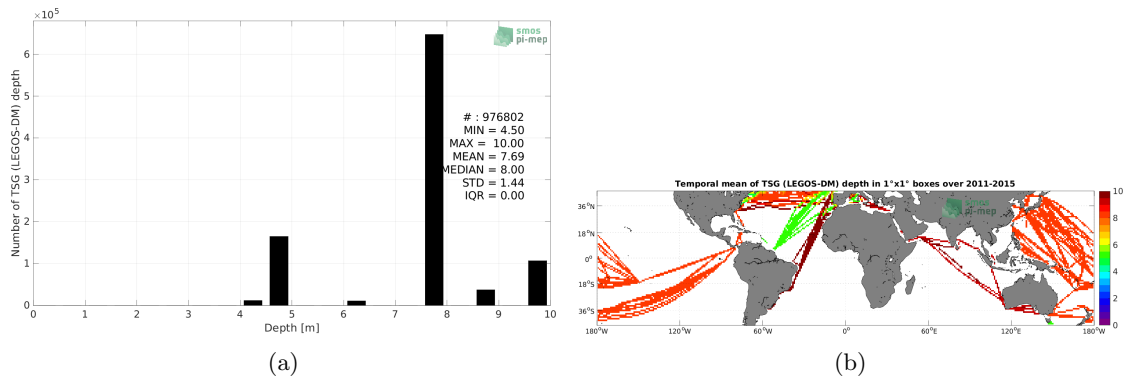 ×10⁵
smos
pi-mep
Number of TSG (LEGOS-DM) depth
6
5
4
3
2
1
0
# : 976802
MIN = 4.50
MAX = 10.00
MEAN = 7.69
MEDIAN = 8.00
STD = 1.44
IQR = 0.00
0 1 2 3 4 5 6 7 8 9 10
Depth [m]
(a)
Temporal mean of TSG (LEGOS-DM) depth in 1°x1° boxes over 2011-2015
smos
pi-mep
36°N
18°N
0°
18°S
36°S
180°W 120°W 60°W 0° 60°E 120°E 180°W
10
8
6
4
2
0
(b)